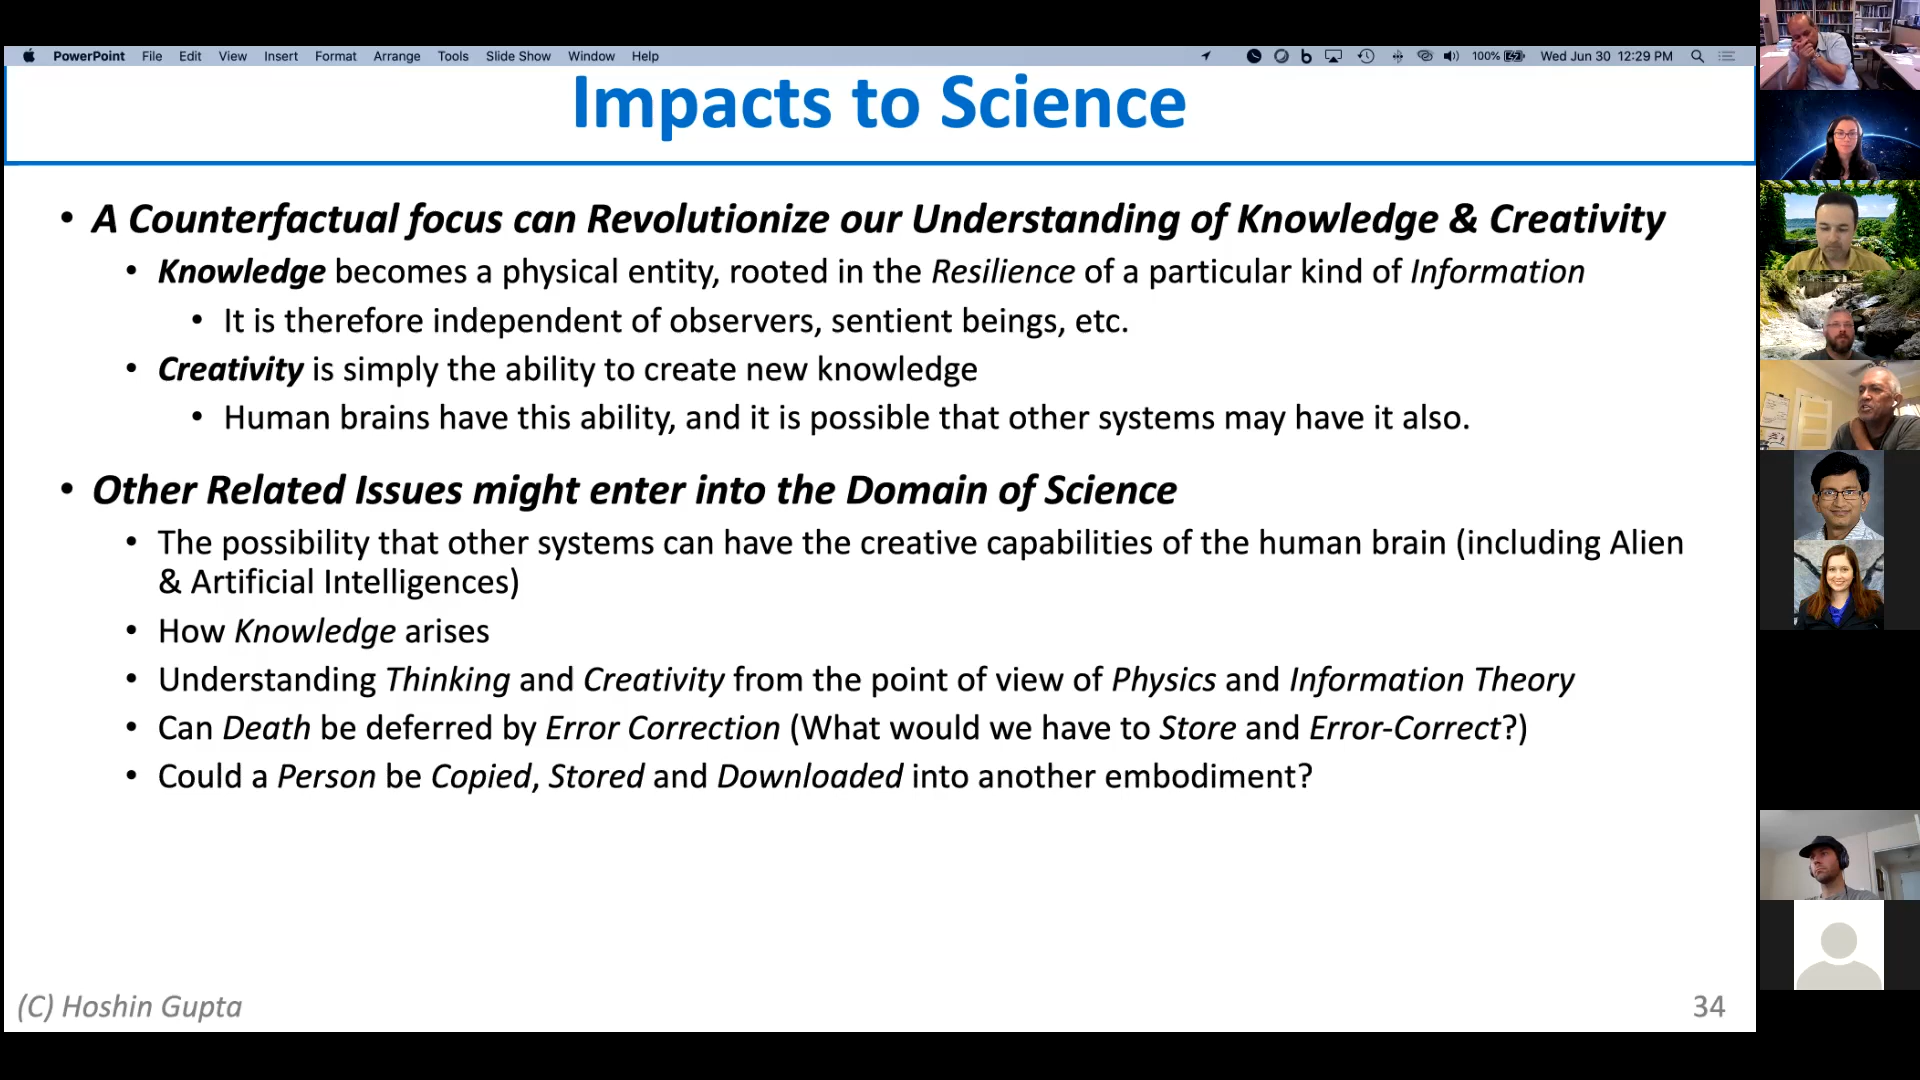 PowerPoint File Edit View Insert Format Arrange Tools Slide Show Window Help 100% Wed Jun 30 12:29 PM
Impacts to Science
• A Counterfactual focus can Revolutionize our Understanding of Knowledge & Creativity
• Knowledge becomes a physical entity, rooted in the Resilience of a particular kind of Information
• It is therefore independent of observers, sentient beings, etc.
• Creativity is simply the ability to create new knowledge
• Human brains have this ability, and it is possible that other systems may have it also.
• Other Related Issues might enter into the Domain of Science
• The possibility that other systems can have the creative capabilities of the human brain (including Alien
& Artificial Intelligences)
• How Knowledge arises
• Understanding Thinking and Creativity from the point of view of Physics and Information Theory
• Can Death be deferred by Error Correction (What would we have to Store and Error-Correct?)
• Could a Person be Copied, Stored and Downloaded into another embodiment?
(C) Hoshin Gupta
34